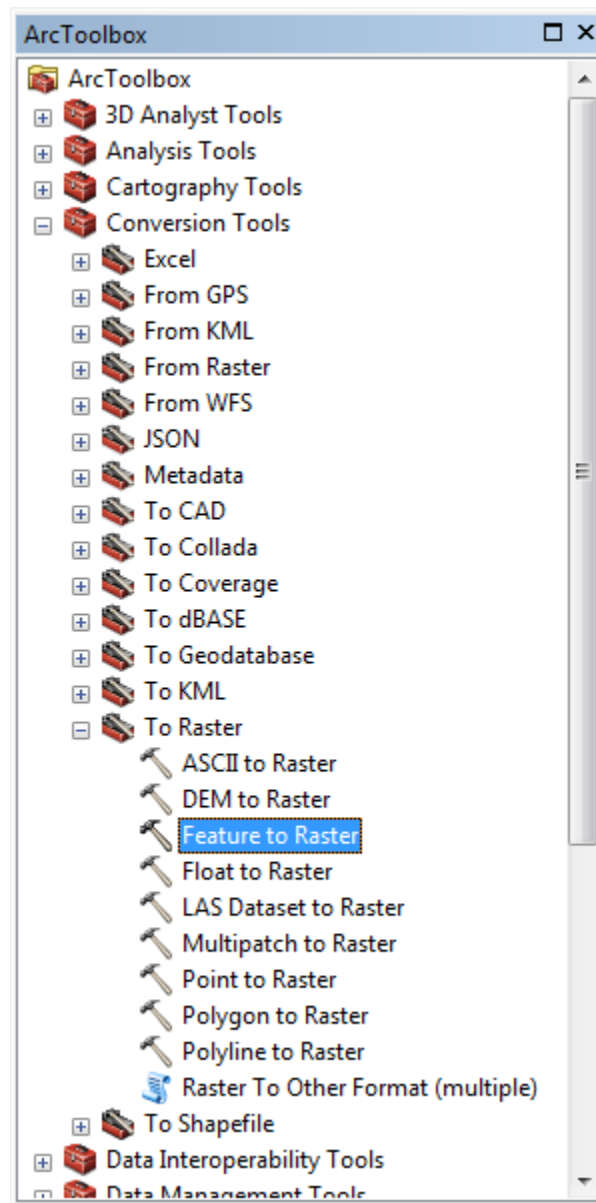 ArcToolbox
ArcToolbox
3D Analyst Tools
Analysis Tools
Cartography Tools
Conversion Tools
Excel
From GPS
From KML
From Raster
From WFS
JSON
Metadata
To CAD
To Collada
To Coverage
To dBASE
To Geodatabase
To KML
To Raster
ASCII to Raster
DEM to Raster
Feature to Raster
Float to Raster
LAS Dataset to Raster
Multipatch to Raster
Point to Raster
Polygon to Raster
Polyline to Raster
Raster To Other Format (multiple)
To Shapefile
Data Interoperability Tools
Data Management Tools